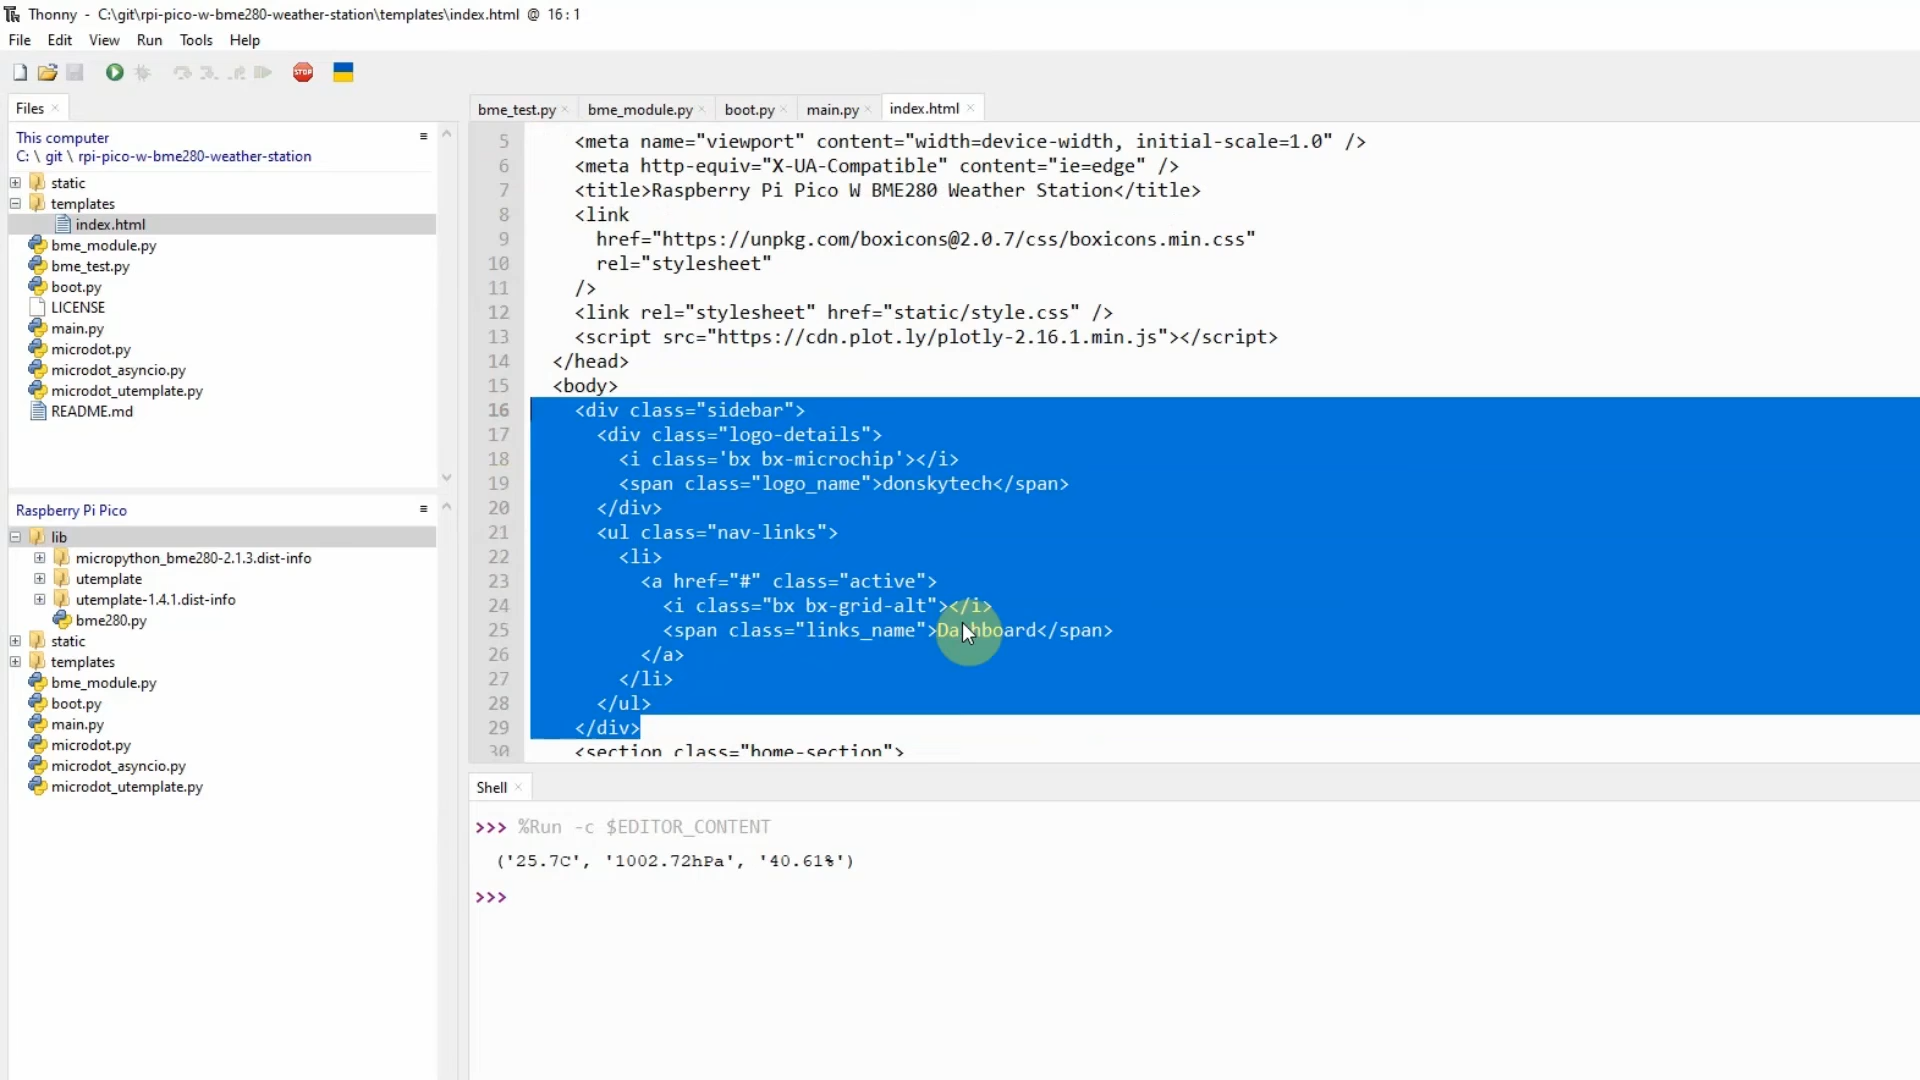 Thonny - C:\git\rpi-pico-w-bme280-weather-station\templates\index.html @ 16:1
File Edit View Run Tools Help
STOP
Files
This computer
C: \ git \ rpi-pico-w-bme280-weather-station
static
templates
index.html
bme_module.py
bme_test.py
boot.py
LICENSE
main.py
microdot.py
microdot_asyncio.py
microdot_utemplate.py
README.md
Raspberry Pi Pico
lib
micropython_bme280-2.1.3.dist-info
utemplate
utemplate-1.4.1.dist-info
bme280.py
static
templates
bme_module.py
boot.py
main.py
microdot.py
microdot_asyncio.py
microdot_utemplate.py
bme_test.py bme_module.py boot.py main.py index.html
5 <meta name="viewport" content="width=device-width, initial-scale=1.0" />
6 <meta http-equiv="X-UA-Compatible" content="ie=edge" />
7 <title>Raspberry Pi Pico W BME280 Weather Station</title>
8 <link
9 href="https://unpkg.com/boxicons@2.0.7/css/boxicons.min.css"
10 rel="stylesheet"
11 />
12 <link rel="stylesheet" href="static/style.css" />
13 <script src="https://cdn.plot.ly/plotly-2.16.1.min.js"></script>
14 </head>
15 <body>
16 <div class="sidebar">
17 <div class="logo-details">
18 <i class='bx bx-microchip'></i>
19 <span class="logo_name">donskytech</span>
20 </div>
21 <ul class="nav-links">
22 <li>
23 <a href="#" class="active">
24 <i class="bx bx-grid-alt"></i>
25 <span class="links_name">Dashboard</span>
26 </a>
27 </li>
28 </ul>
29 </div>
30 <section class="home-section">
Shell
>>> %Run -c $EDITOR_CONTENT
('25.7C', '1002.72hPa', '40.61%')
>>>